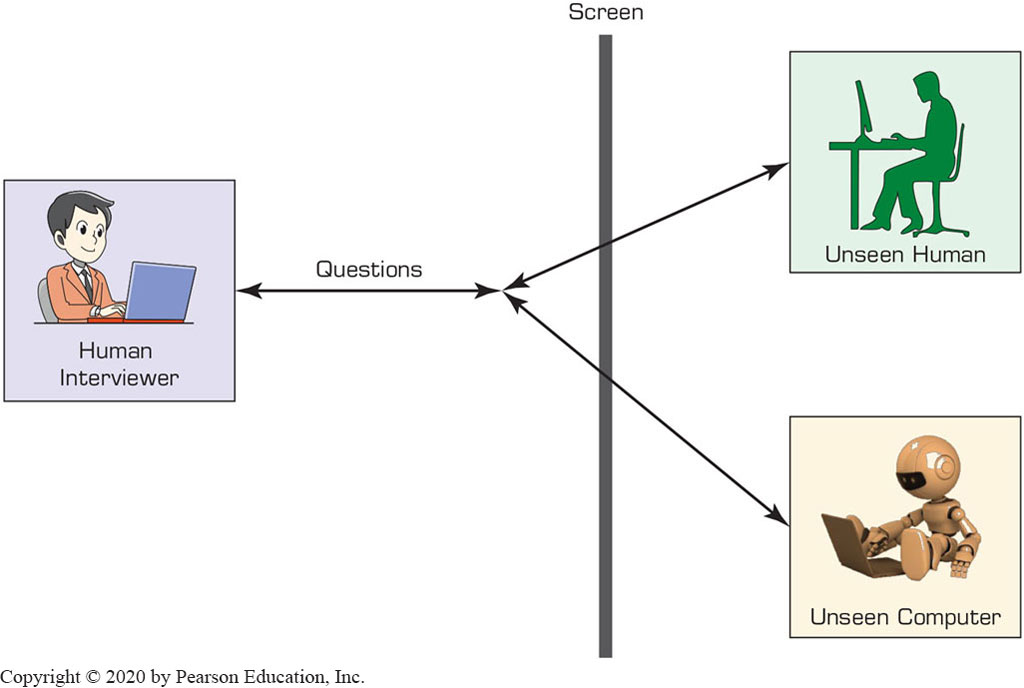 Screen
Questions
Human
Interviewer
Unseen Human
Unseen Computer
Copyright © 2020 by Pearson Education, Inc.